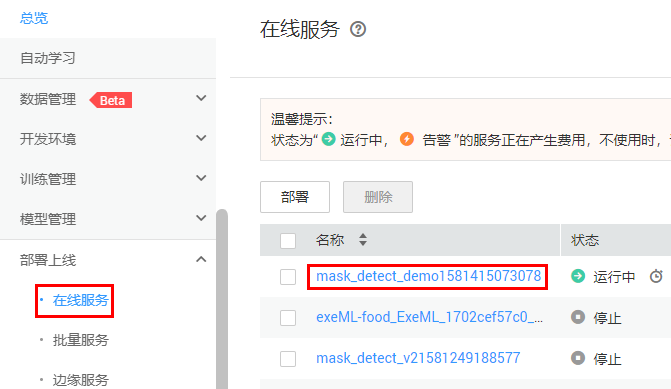 总览
自动学习
数据管理 Beta
开发环境
训练管理
模型管理
部署上线
在线服务
批量服务
边缘服务
在线服务
温馨提示：
状态为“ 运行中， 告警 ”的服务正在产生费用，不使用时，
部署 删除
名称 状态
mask_detect_demo1581415073078 运行中
exeML-food_ExeML_1702cef57c0_... 停止
mask_detect_v21581249188577 停止